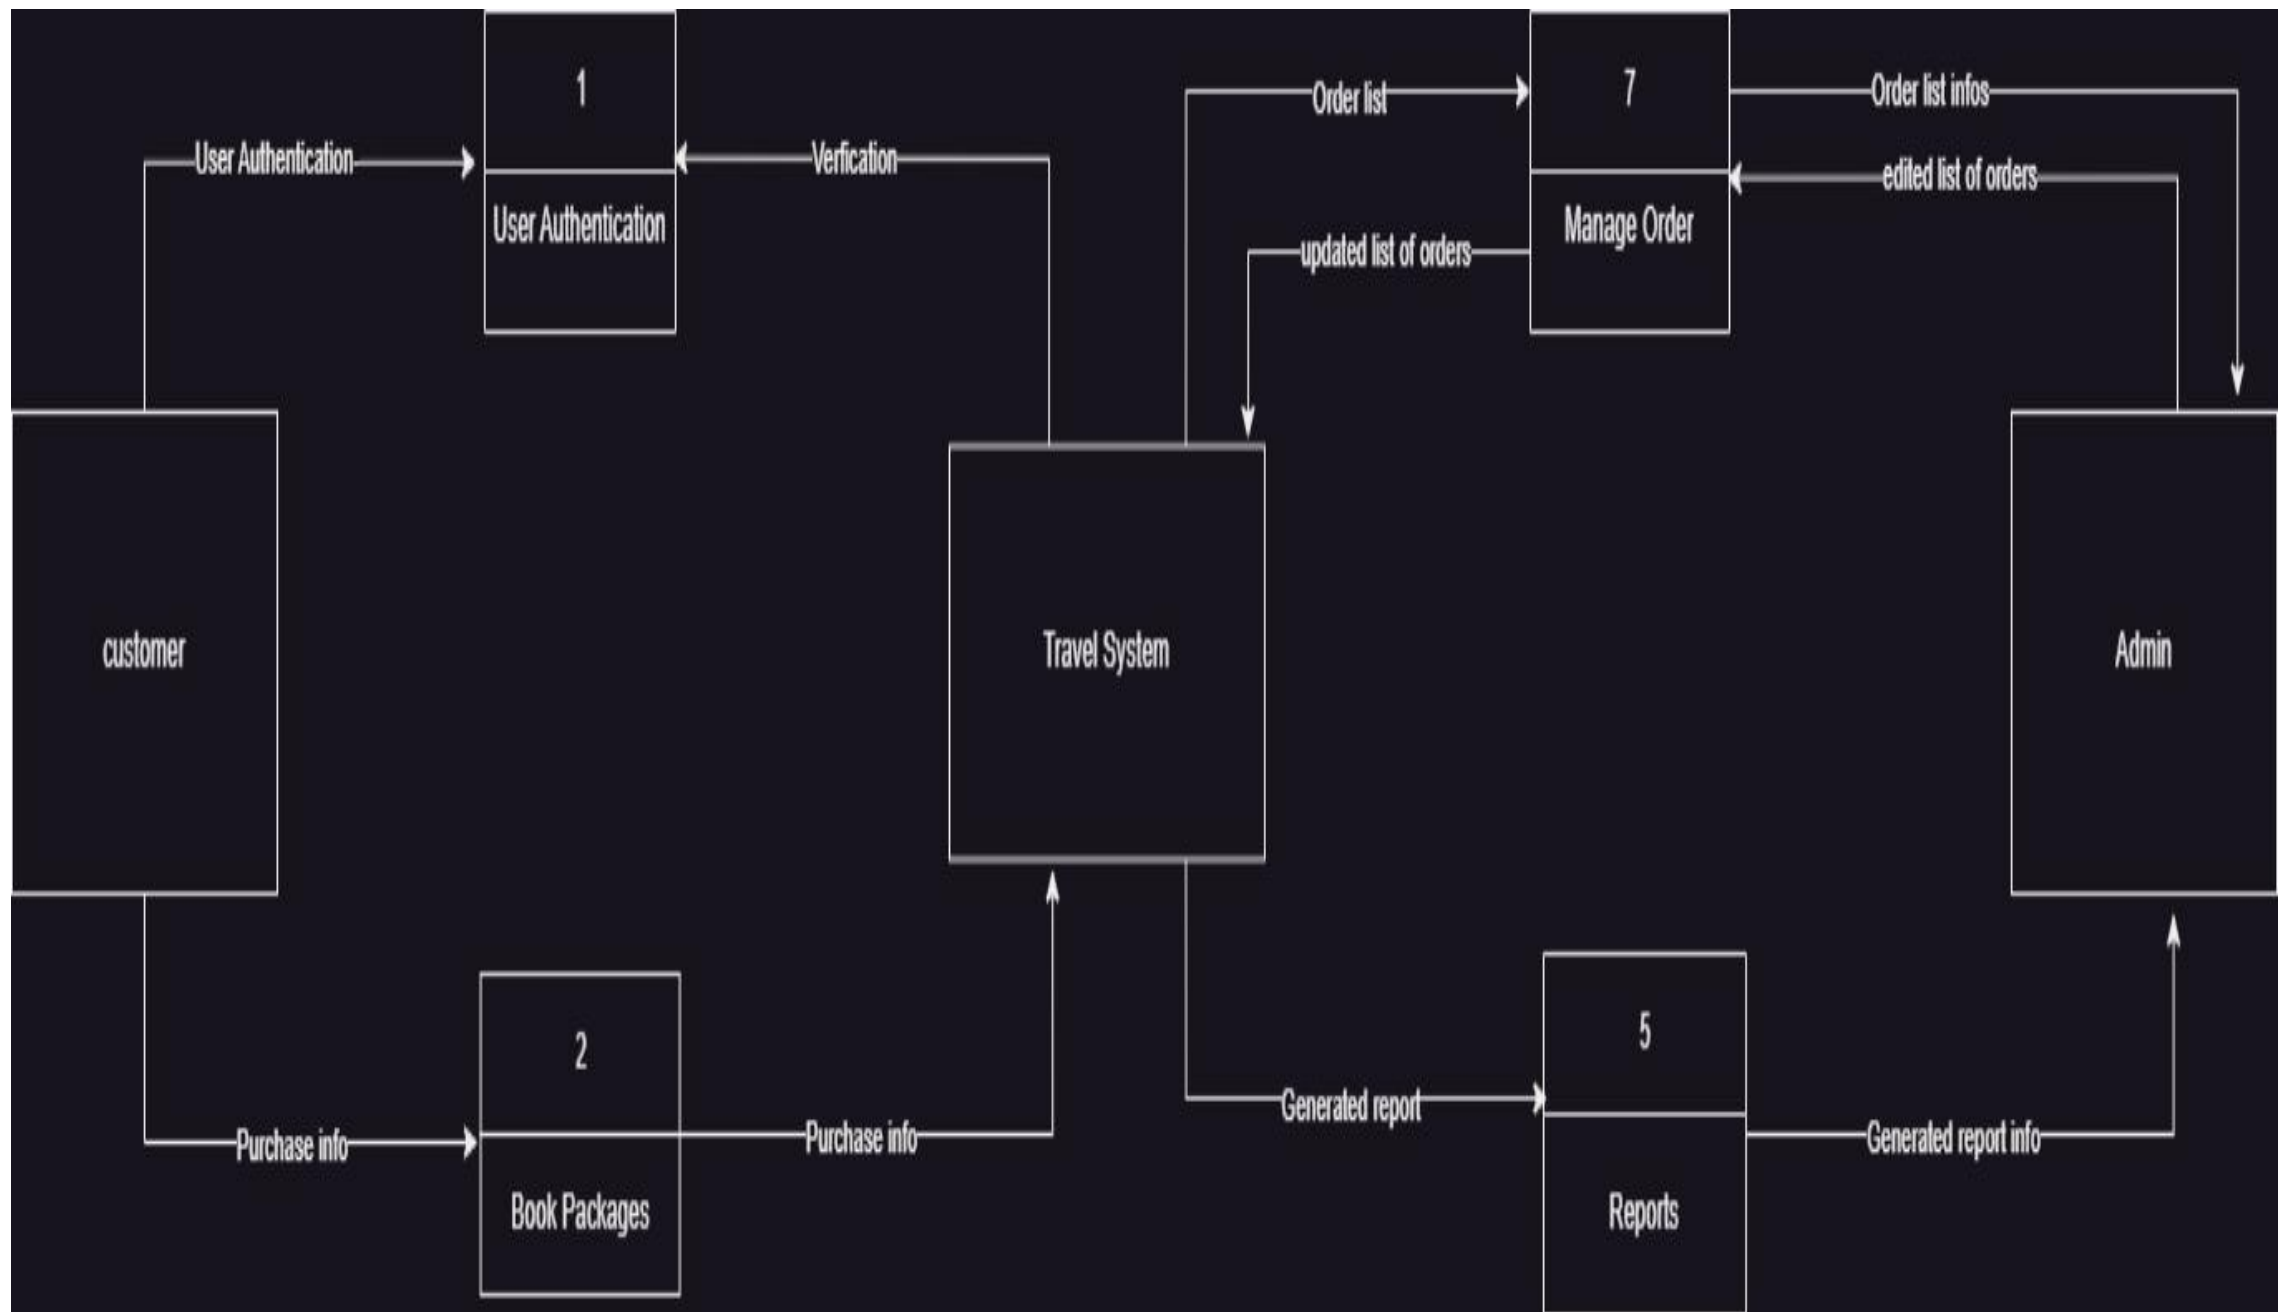 1
7
Order list
Order list infos
User Authentication
Verfication
edited list of orders
User Authentication
Manage Order
updated list of orders
customer
Travel System
Admin
2
5
Purchase info
Purchase info
Generated report
Generated report info
Book Packages
Reports